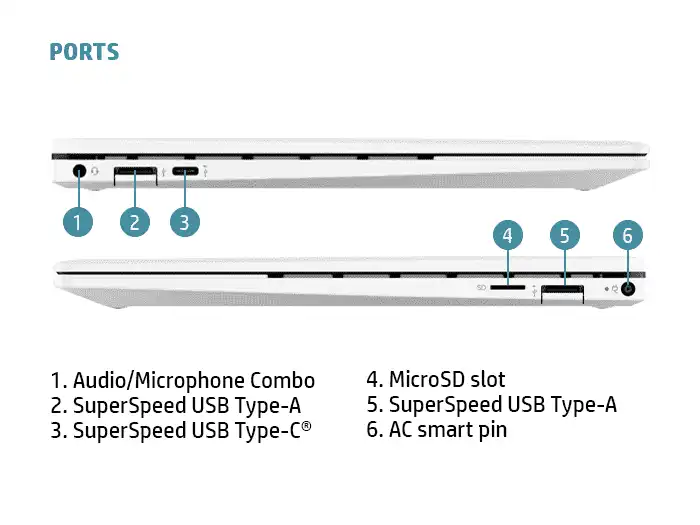 PORTS
1
2
3
4
5
6
SD
1. Audio/Microphone Combo
2. SuperSpeed USB Type-A
3. SuperSpeed USB Type-C®
4. MicroSD slot
5. SuperSpeed USB Type-A
6. AC smart pin